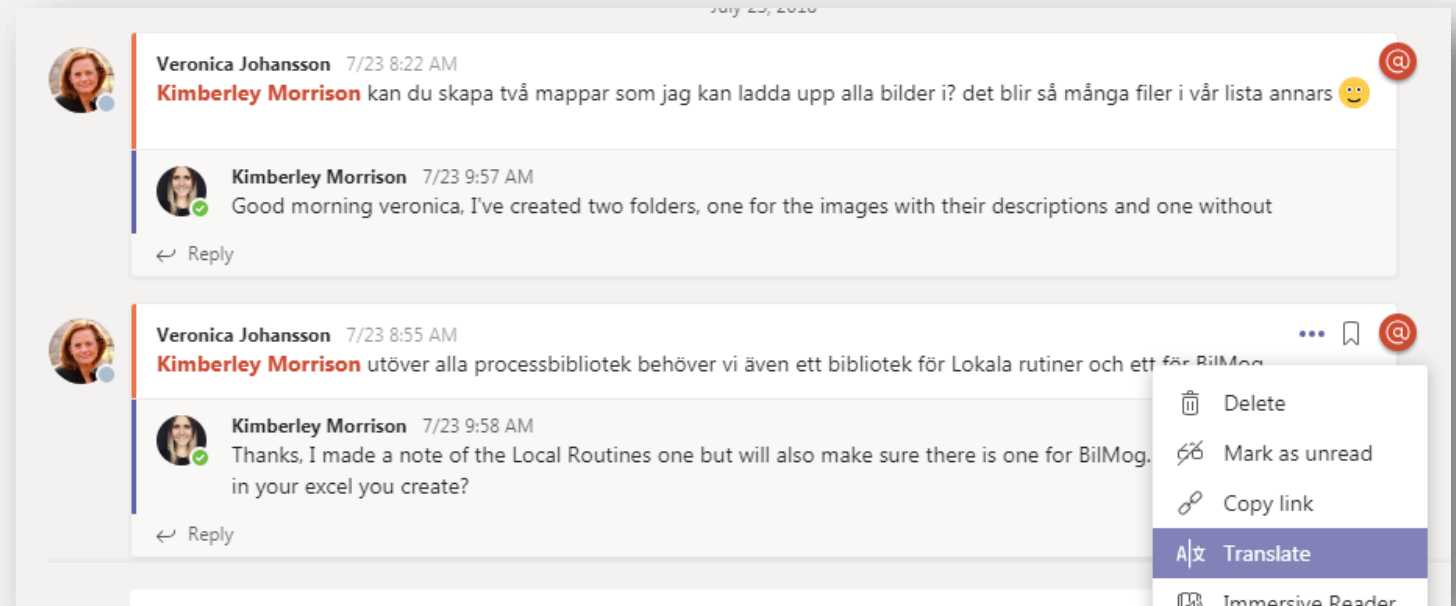 July 23, 2018
Veronica Johansson 7/23 8:22 AM
Kimberley Morrison kan du skapa två mappar som jag kan ladda upp alla bilder i? det blir så många filer i vår lista annars
Kimberley Morrison 7/23 9:57 AM
Good morning veronica, I've created two folders, one for the images with their descriptions and one without
Reply
Veronica Johansson 7/23 8:55 AM
Kimberley Morrison utöver alla processbibliotek behöver vi även ett bibliotek för Lokala rutiner och ett för BilMog
Kimberley Morrison 7/23 9:58 AM
Thanks, I made a note of the Local Routines one but will also make sure there is one for BilMog.
in your excel you create?
Reply
Delete
Mark as unread
Copy link
Translate
Immersive Reader